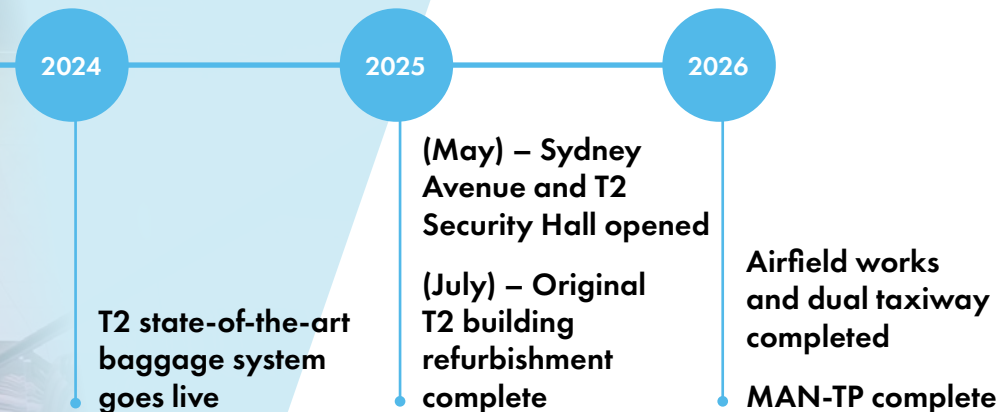 2024
2025
2026
T2 state-of-the-art
baggage system
goes live
(May) – Sydney
Avenue and T2
Security Hall opened
(July) – Original
T2 building
refurbishment
complete
Airfield works
and dual taxiway
completed
MAN-TP complete